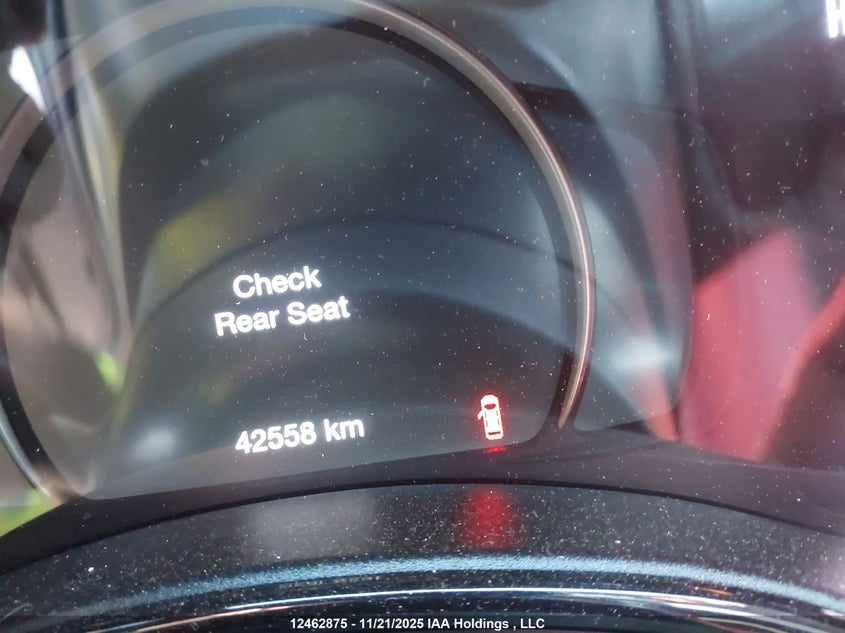 H
Check
Rear Seat
42558 km
12462875 - 11/21/2025 IAA Holdings , LLC